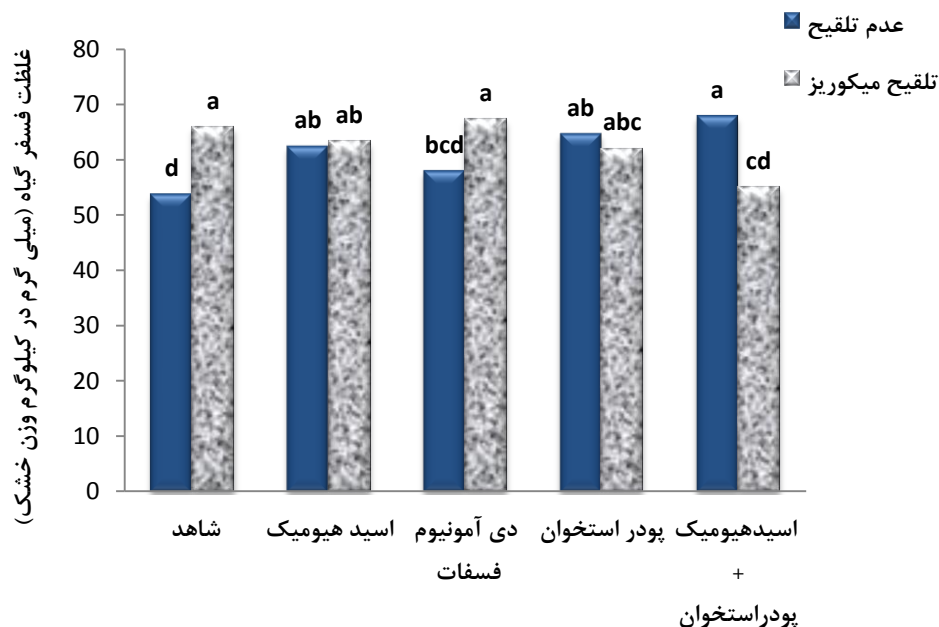 عدم تلقیح
تلقیح میکوریز
غلظت فسفر گیاه (میلی گرم در کیلوگرم وزن خشک)
80
70
60
50
40
30
20
10
0
d
a
ab
ab
bcd
a
ab
abc
a
cd
شاهد
اسید هیومیک
دی آمونیوم
فسفات
پودر استخوان
اسیدهیومیک
+
پودراستخوان